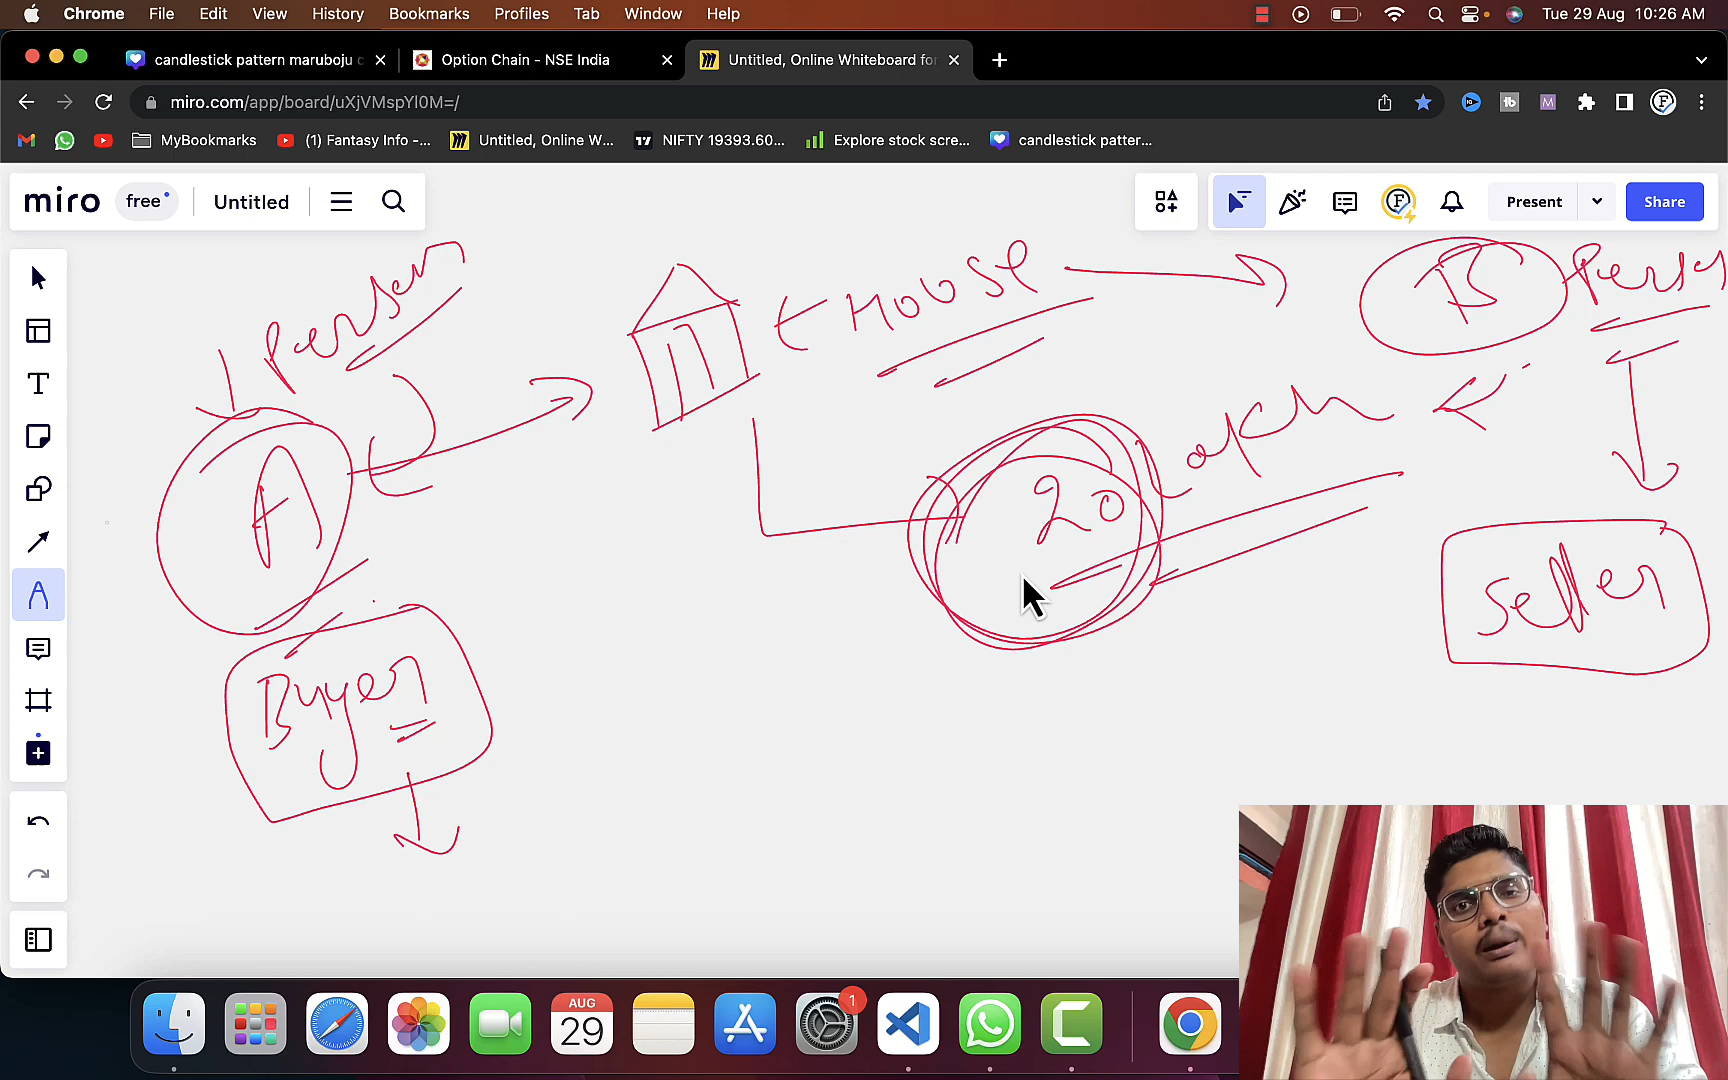 Chrome File Edit View History Bookmarks Profiles Tab Window Help Tue 29 Aug 10:26 AM
candlestick pattern maruboju c Option Chain - NSE India Untitled, Online Whiteboard for
miro.com/app/board/uXjVMspYl0M=/
MyBookmarks (1) Fantasy Info -... Untitled, Online W... NIFTY 19393.60... Explore stock scre... candlestick patter...
miro free Untitled Present Share
Person
House
B Person
A
20 Lakh
Seller
Buyer
AUG
29
1